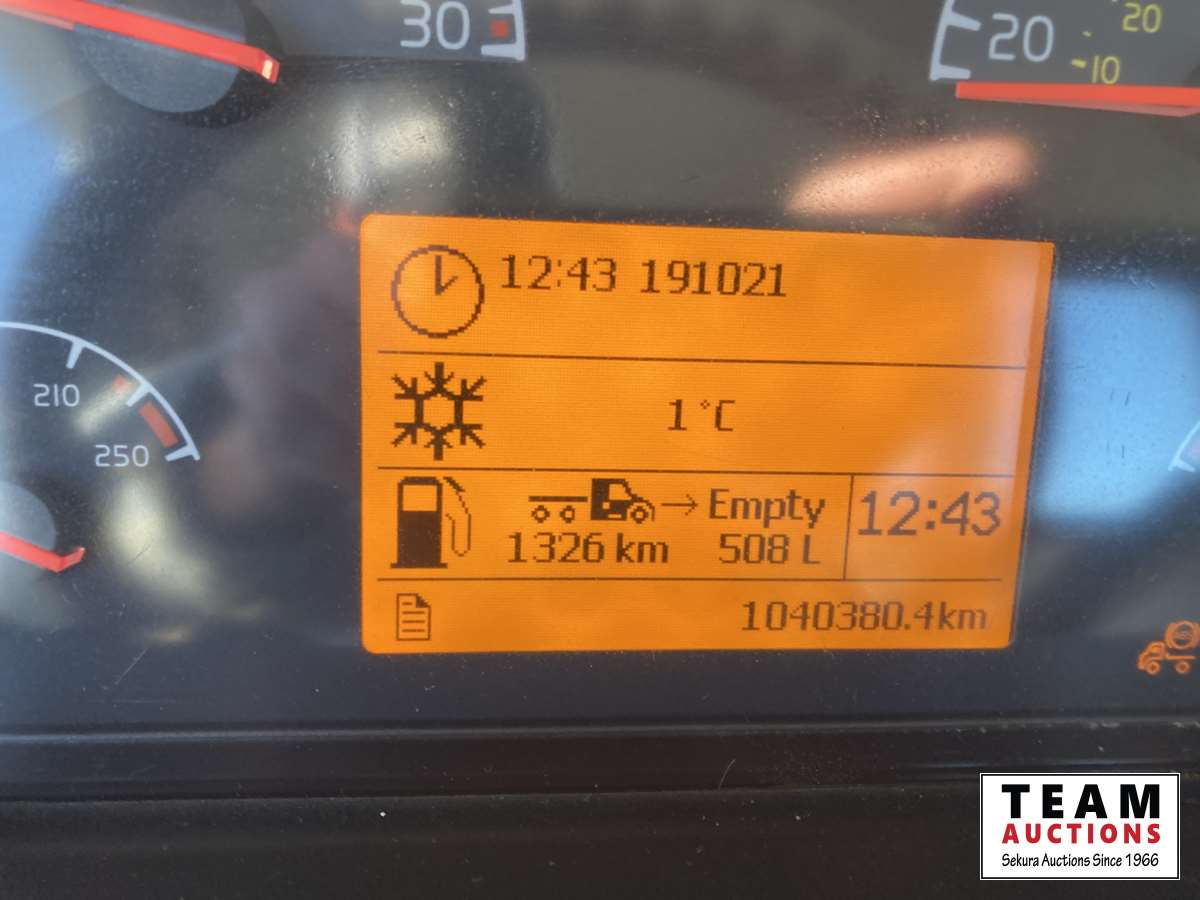 30
20
20
-10
12:43 191021
210
1°C
250
→ Empty
12:43
1326 km 508 L
1040380.4km
TEAM
AUCTIONS
Sekura Auctions Since 1966